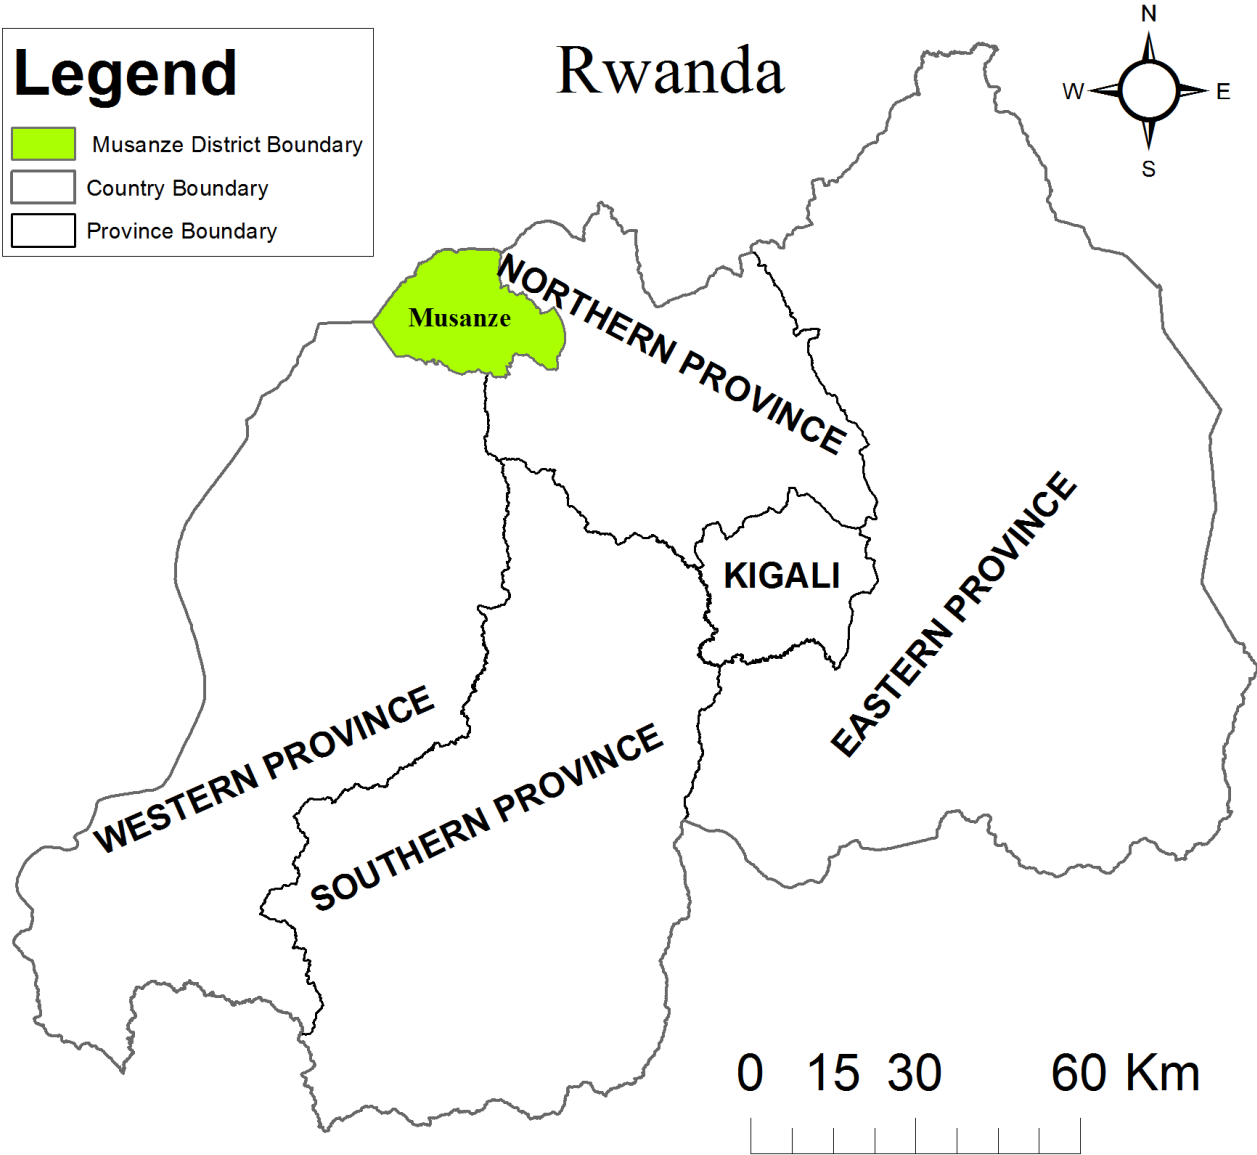 Rwanda
N
W E
S
Legend
Musanze District Boundary
Country Boundary
Province Boundary
Musanze
NORTHERN PROVINCE
KIGALI
EASTERN PROVINCE
WESTERN PROVINCE
SOUTHERN PROVINCE
0 15 30 60 Km